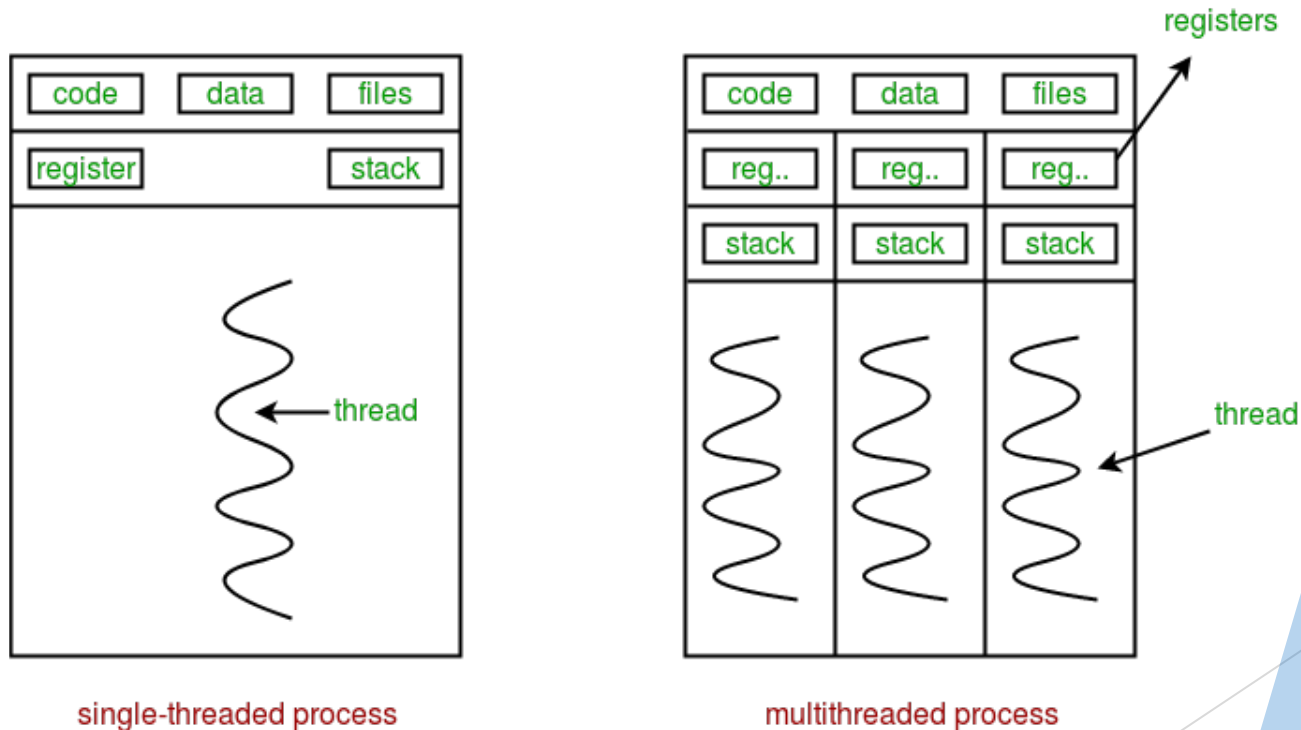 registers
code data files
register stack
thread
single-threaded process
code data files
reg.. reg.. reg..
stack stack stack
thread
multithreaded process